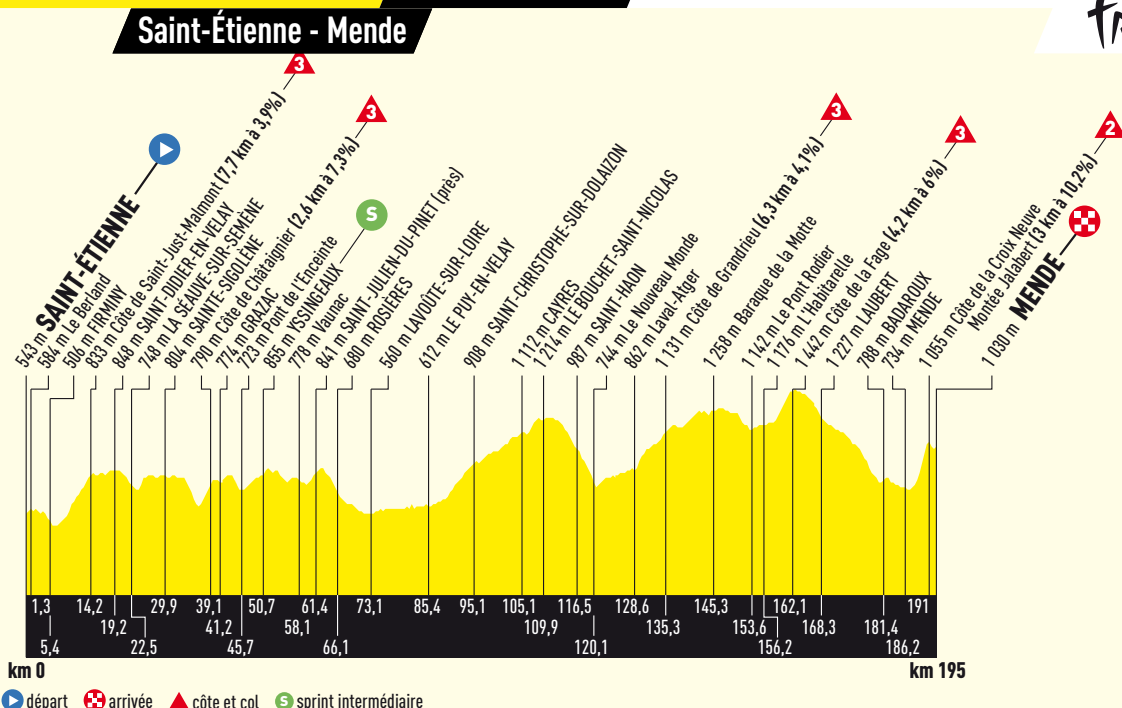 Saint-Étienne - Mende
543 m SAINT-ÉTIENNE
584 m Le Berland
506 m FIRMINY
833 m Côte de Saint-Just-Malmont (7,7 km à 3,9%)
3
848 m SAINT-DIDIER-EN-VELAY
748 m LA SÉAUVE-SUR-SEMÈNE
804 m SAINTE-SIGOLÈNE
790 m Côte de Châtaignier (2,6 km à 7,3%)
3
774 m GRAZAC
723 m Pont de l'Enceinte
855 m YSSINGEAUX
S
778 m Vaunac
841 m SAINT-JULIEN-DU-PINET (près)
680 m ROSIÈRES
560 m LAVOÛTE-SUR-LOIRE
612 m LE PUY-EN-VELAY
908 m SAINT-CHRISTOPHE-SUR-DOLAIZON
1 112 m CAYRES
1 214 m LE BOUCHET-SAINT-NICOLAS
987 m SAINT-HAON
744 m Le Nouveau Monde
862 m Laval-Atger
1 131 m Côte de Grandrieu (6,3 km à 4,1%)
3
1 258 m Baraque de la Motte
1 142 m Le Pont Rodier
1 176 m L'Habitarelle
1 442 m Côte de la Fage (4,2 km à 6%)
3
1 227 m LAUBERT
788 m BADAROUX
734 m MENDE
1 055 m Côte de la Croix Neuve
Montée Jalabert (3 km à 10,2%)
2
1 030 m MENDE
1,3 14,2 29,9 39,1 50,7 61,4 73,1 85,4 95,1 105,1 116,5 128,6 145,3 162,1 191
19,2 41,2 58,1 109,9 135,3 153,6 168,3 181,4
5,4 22,5 45,7 66,1 120,1 156,2 186,2
km 0 km 195
départ arrivée côte et col S sprint intermédiaire